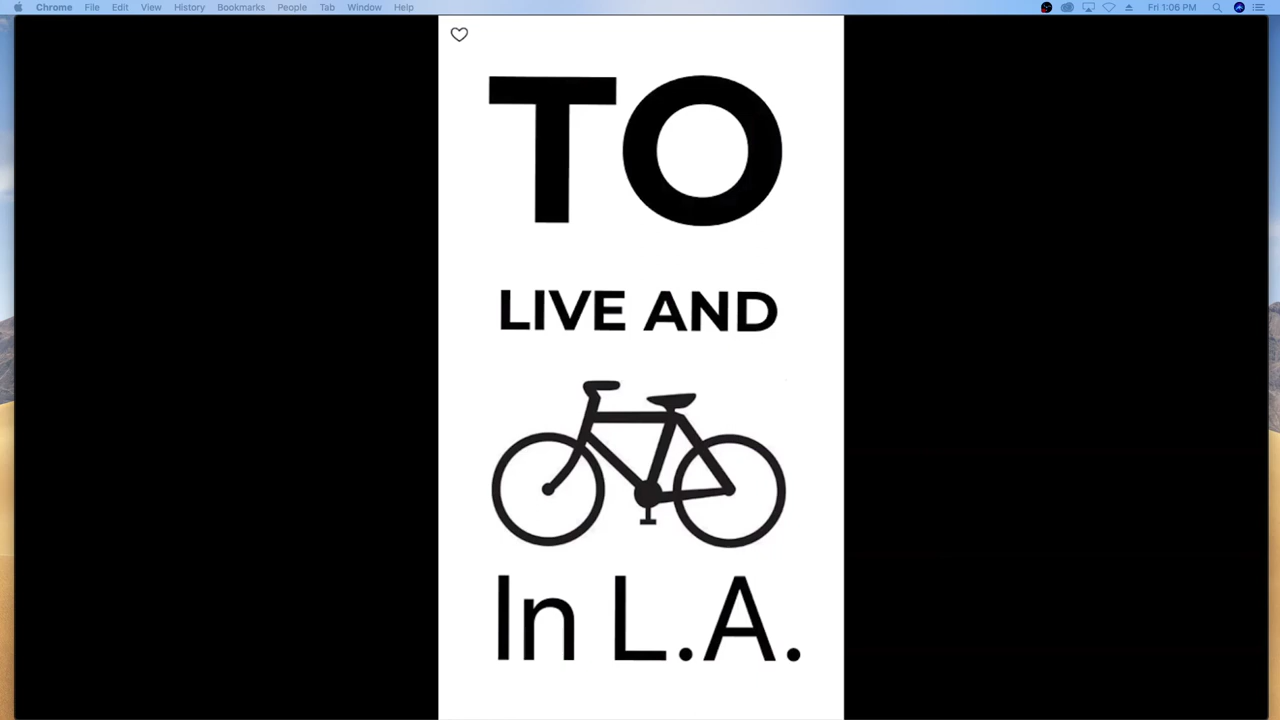 Chrome File Edit View History Bookmarks People Tab Window Help Fri 1:06 PM
TO
LIVE AND
In L.A.